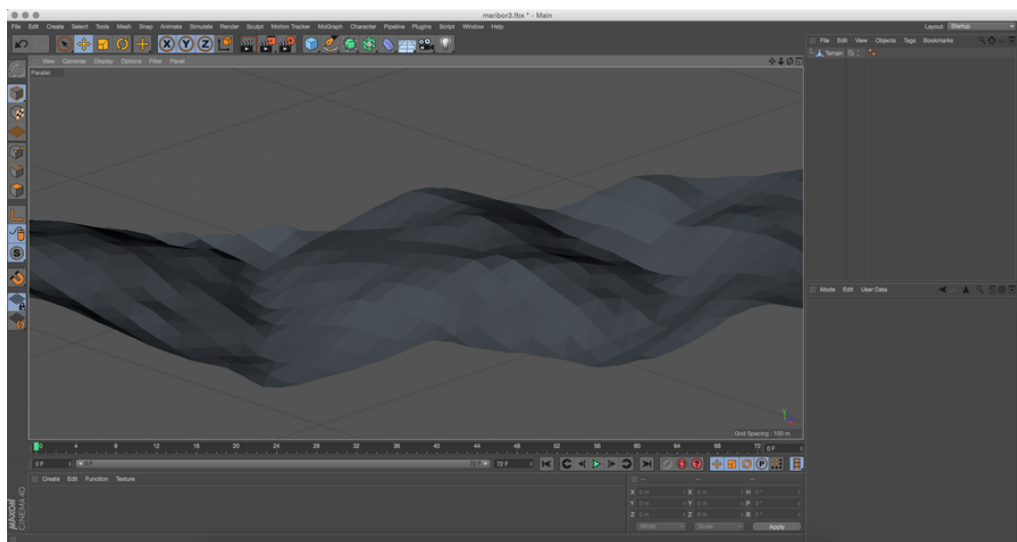 maribor3.fbx * - Main
File Edit Create Select Tools Mesh Snap Animate Simulate Render Sculpt Motion Tracker MoGraph Character Pipeline Plugins Script Window Help Layout: Startup
File Edit View Objects Tags Bookmarks
View Cameras Display Options Filter Panel
Parallel
Terrain
X Y Z
S
Mode Edit User Data
Y
Grid Spacing : 100 m
0 4 8 12 16 20 24 28 32 36 40 44 48 52 56 60 64 68 72 0 F
0 F 0 F 72 F 72 F
P
Create Edit Function Texture
-- -- --
X 0 m X 0 m H 0 °
Y 0 m Y 0 m P 0 °
Z 0 m Z 0 m B 0 °
World Scale Apply
MAXON
CINEMA 4D